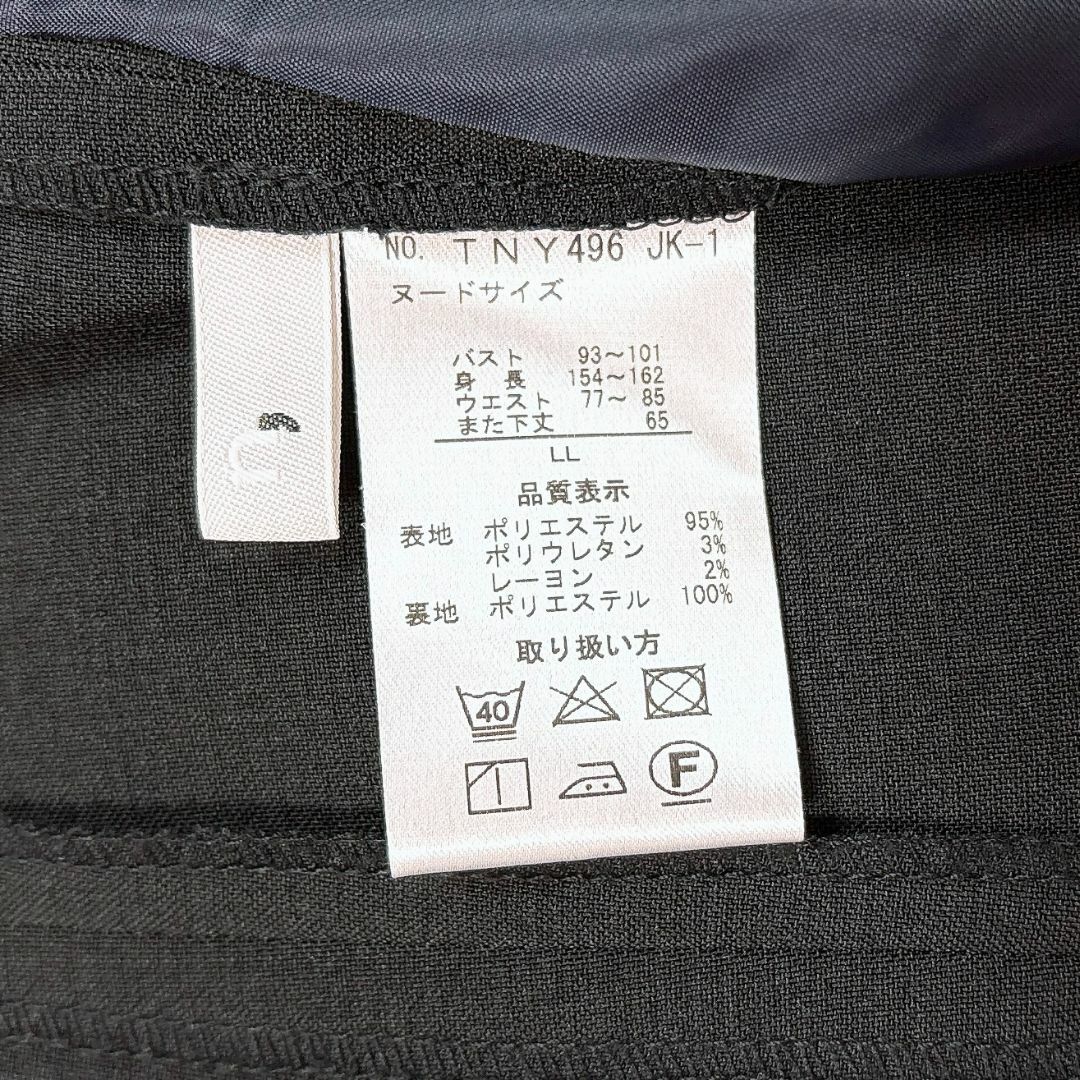 NO. TNY496 JK-1
ヌードサイズ
バスト 93～101
身 長 154～162
ウエスト 77～ 85
また下丈 65
LL
品質表示
表地 ポリエステル 95%
ポリウレタン 3%
レーヨン 2%
裏地 ポリエステル 100%
取り扱い方
40
F